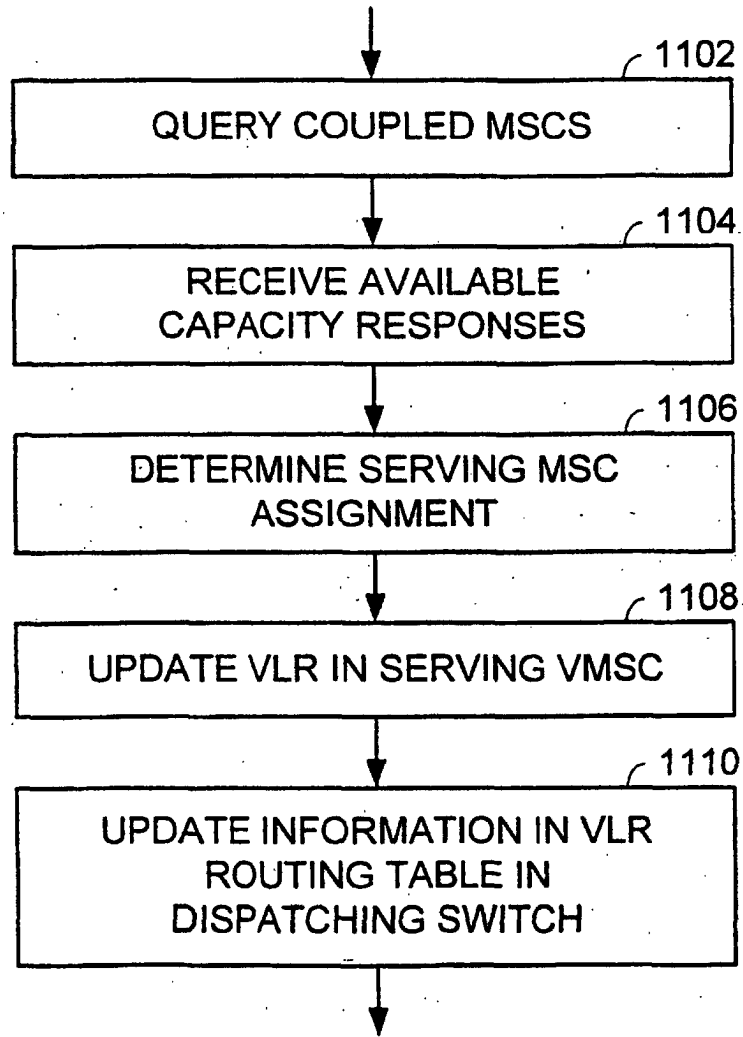 1102
QUERY COUPLED MSCS
1104
RECEIVE AVAILABLE
CAPACITY RESPONSES
1106
DETERMINE SERVING MSC
ASSIGNMENT
1108
UPDATE VLR IN SERVING VMSC
1110
UPDATE INFORMATION IN VLR
ROUTING TABLE IN
DISPATCHING SWITCH